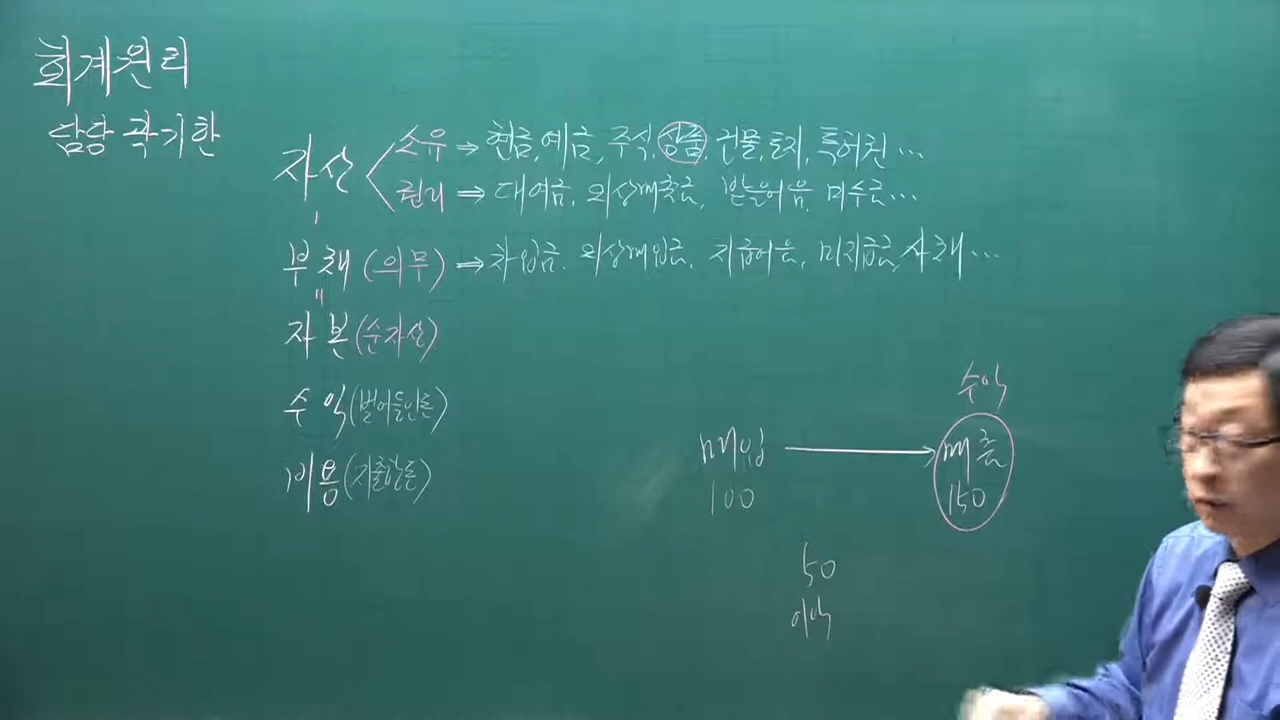 회계원리
담당 곽기한
자산
소유 ⇒ 현금, 예금, 주식, 상품, 건물, 토지, 특허권 …
권리 ⇒ 대여금, 외상매출금, 받을어음, 미수금 …
부채 (의무) ⇒ 차입금, 외상매입금, 지급어음, 미지급금, 사채 …
자본 (순자산)
수익 (벌어들인돈)
비용 (지출한돈)
수익
매입 → 매출
100 150
50
이익